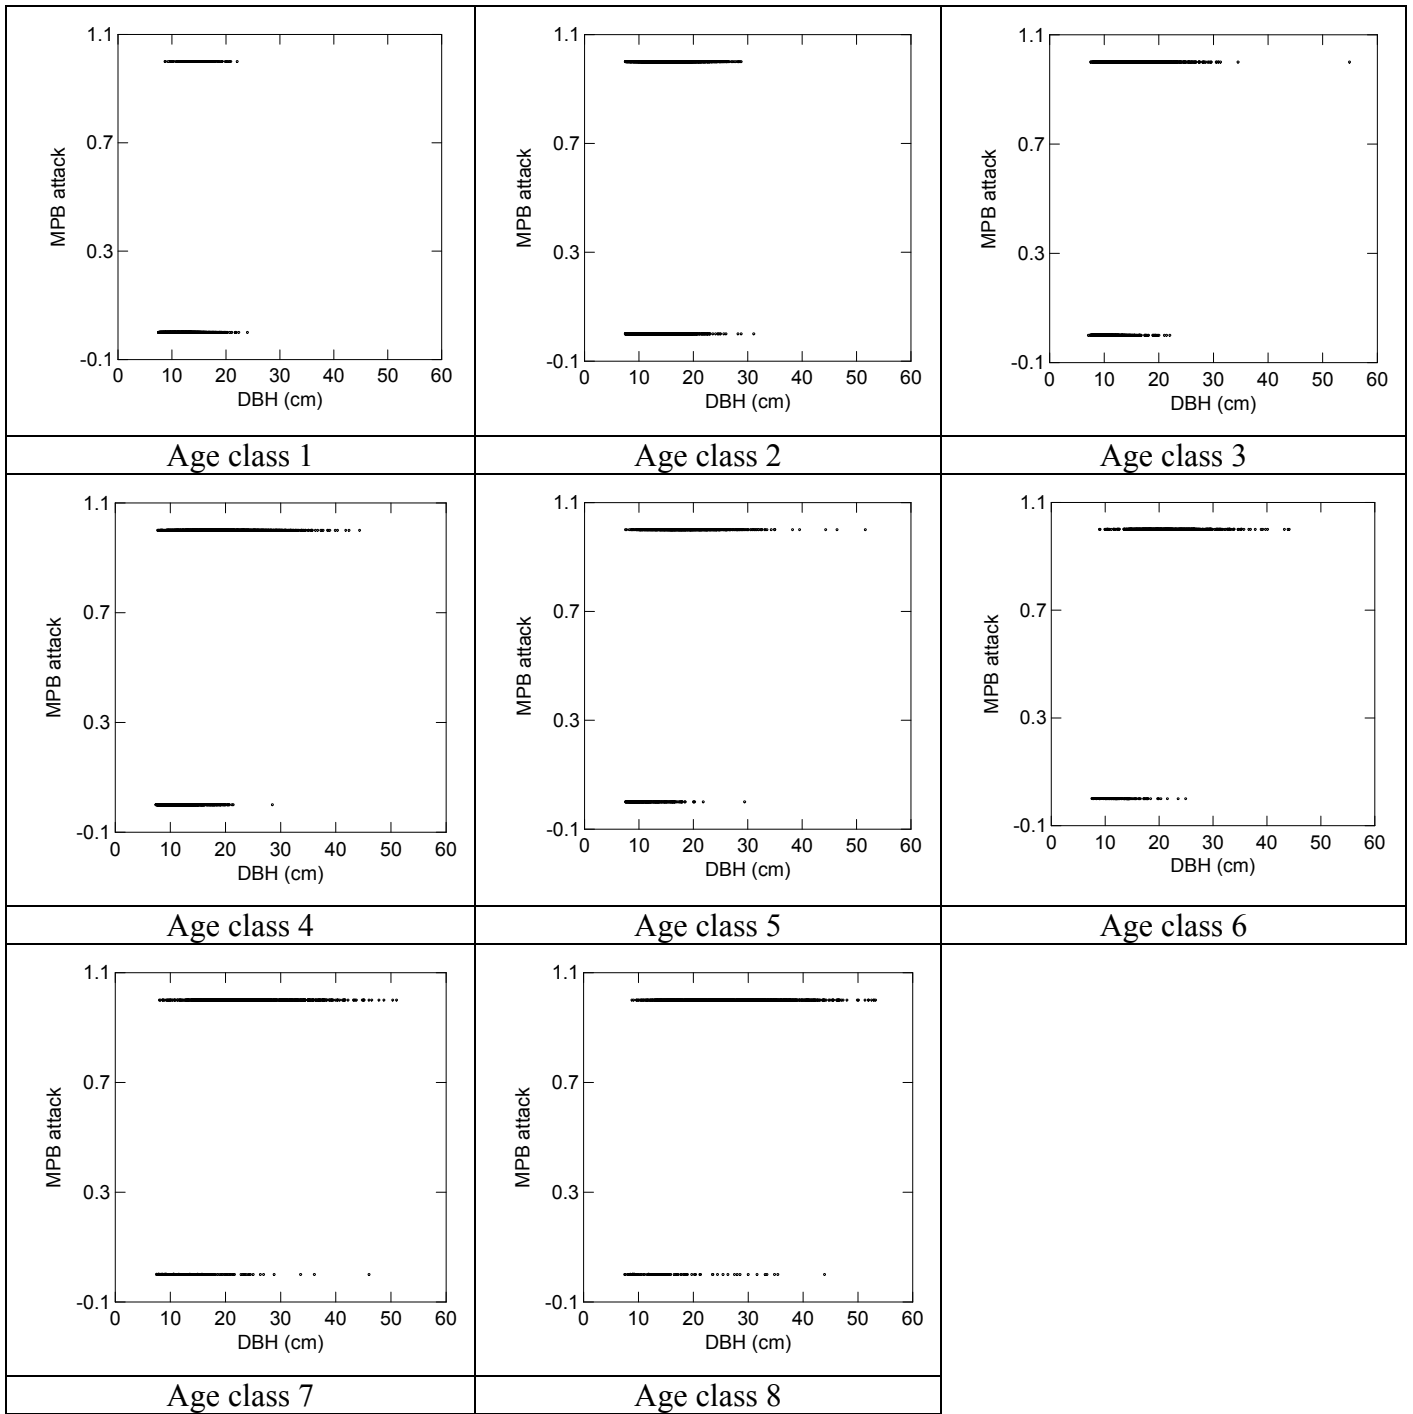 1.1
0.7
MPB attack
0.3
-0.1
0 10 20 30 40 50 60
DBH (cm)
Age class 1
1.1
0.7
MPB attack
0.3
-0.1
0 10 20 30 40 50 60
DBH (cm)
Age class 2
1.1
0.7
MPB attack
0.3
-0.1
0 10 20 30 40 50 60
DBH (cm)
Age class 3
1.1
0.7
MPB attack
0.3
-0.1
0 10 20 30 40 50 60
DBH (cm)
Age class 4
1.1
0.7
MPB attack
0.3
-0.1
0 10 20 30 40 50 60
DBH (cm)
Age class 5
1.1
0.7
MPB attack
0.3
-0.1
0 10 20 30 40 50 60
DBH (cm)
Age class 6
1.1
0.7
MPB attack
0.3
-0.1
0 10 20 30 40 50 60
DBH (cm)
Age class 7
1.1
0.7
MPB attack
0.3
-0.1
0 10 20 30 40 50 60
DBH (cm)
Age class 8